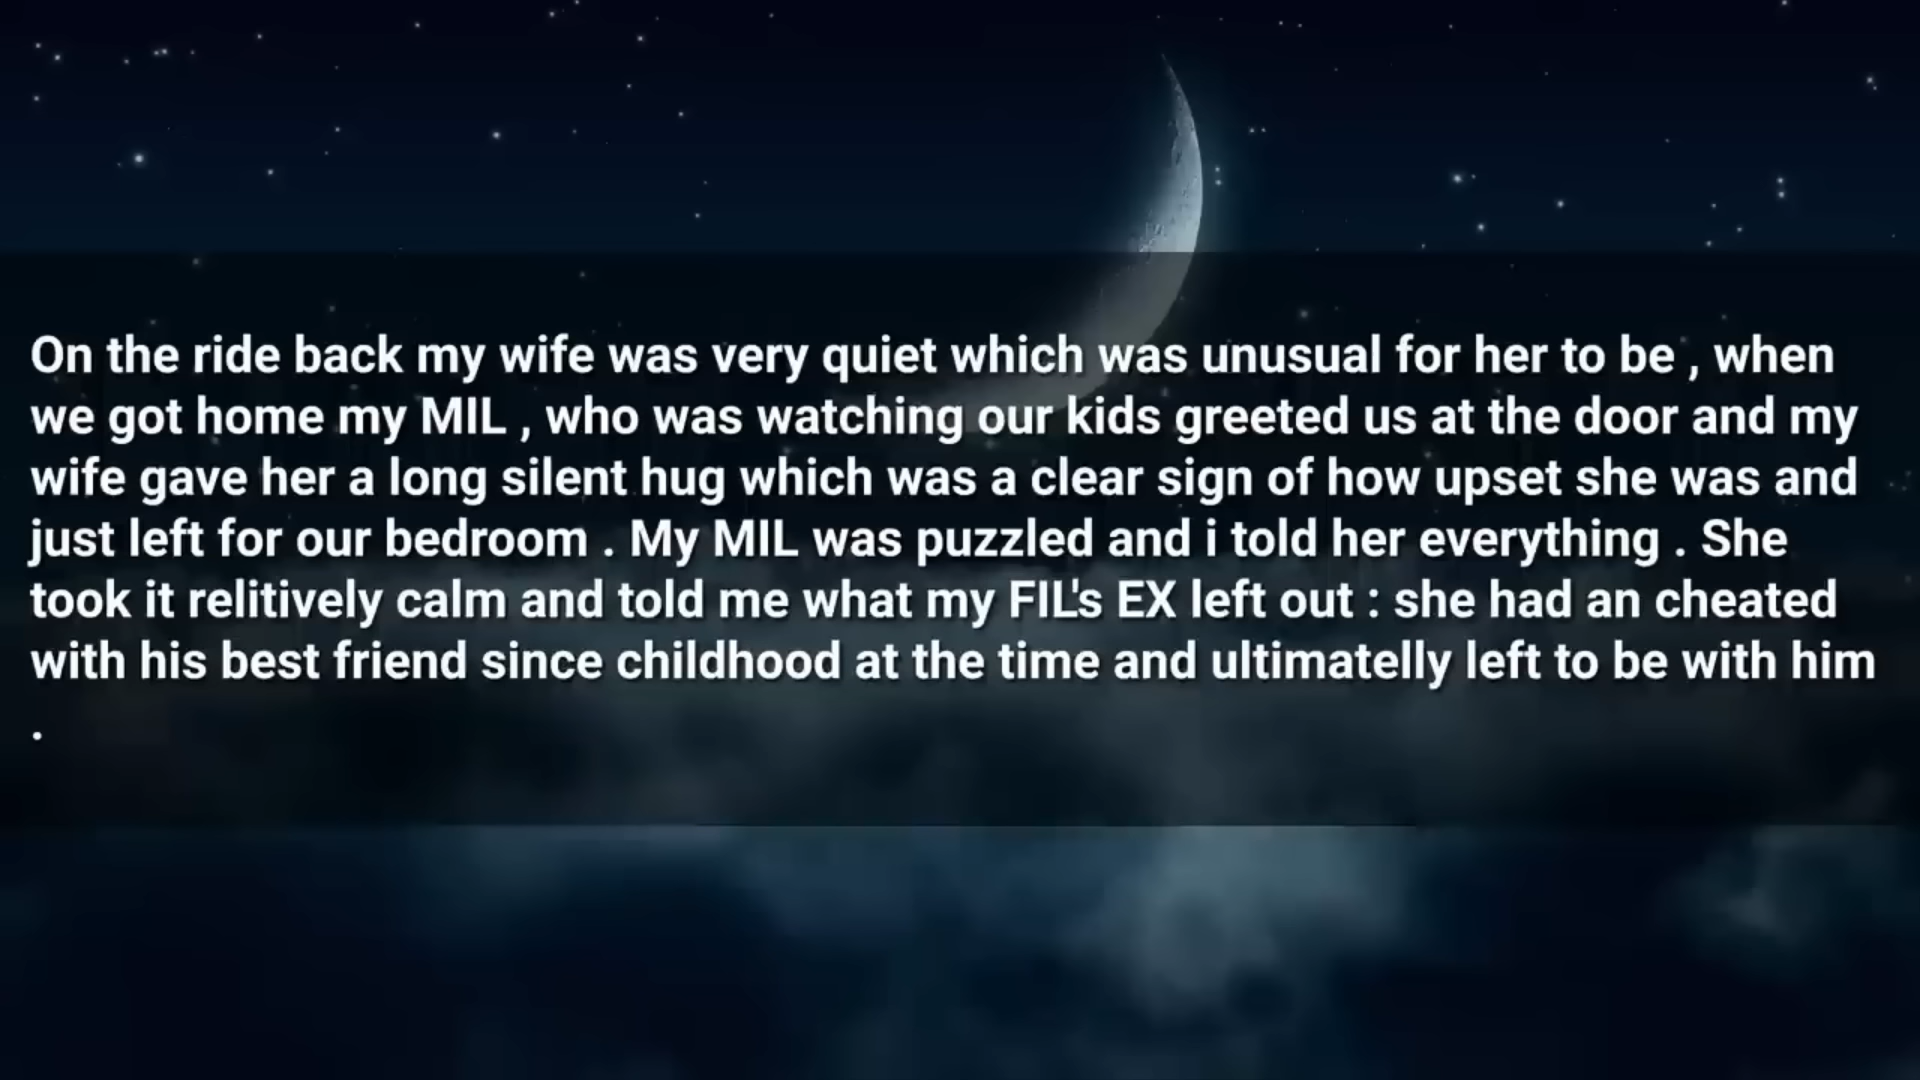 On the ride back my wife was very quiet which was unusual for her to be , when
we got home my MIL , who was watching our kids greeted us at the door and my
wife gave her a long silent hug which was a clear sign of how upset she was and
just left for our bedroom . My MIL was puzzled and i told her everything . She
took it relitively calm and told me what my FIL's EX left out : she had an cheated
with his best friend since childhood at the time and ultimatelly left to be with him
.